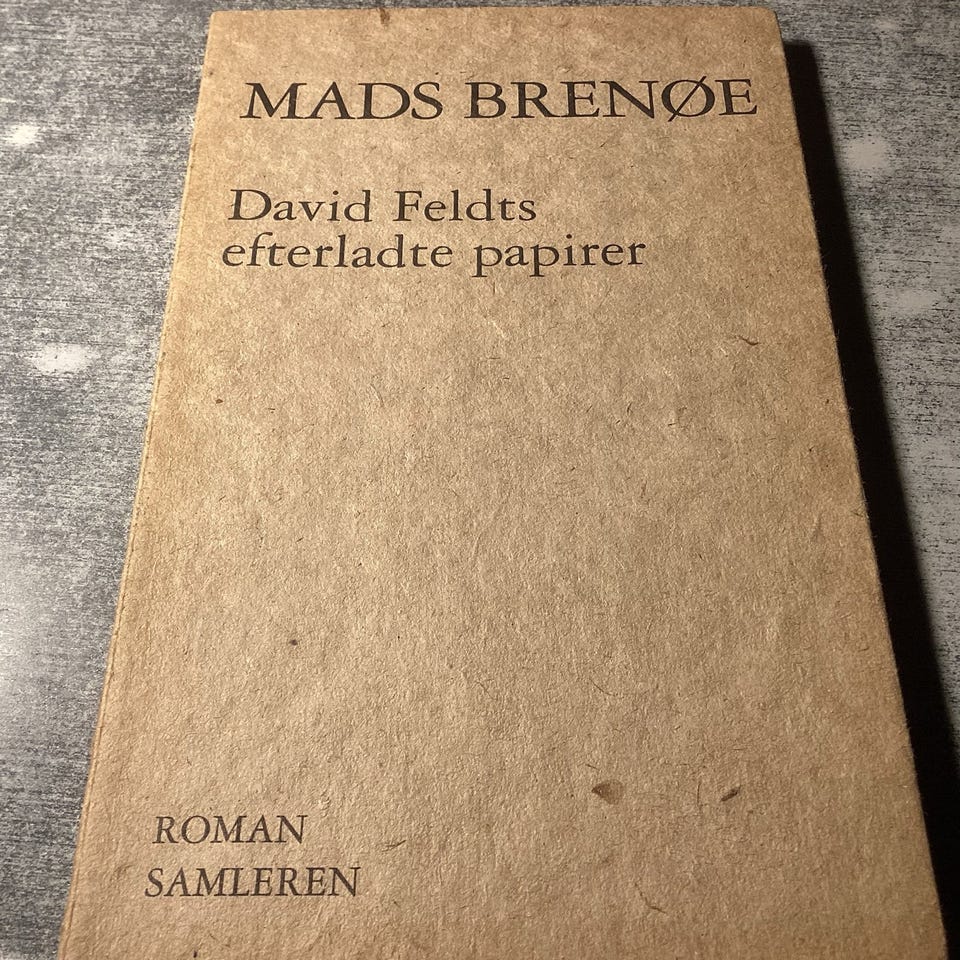 MADS BRENØE
David Feldts
efterladte papirer
ROMAN
SAMLEREN